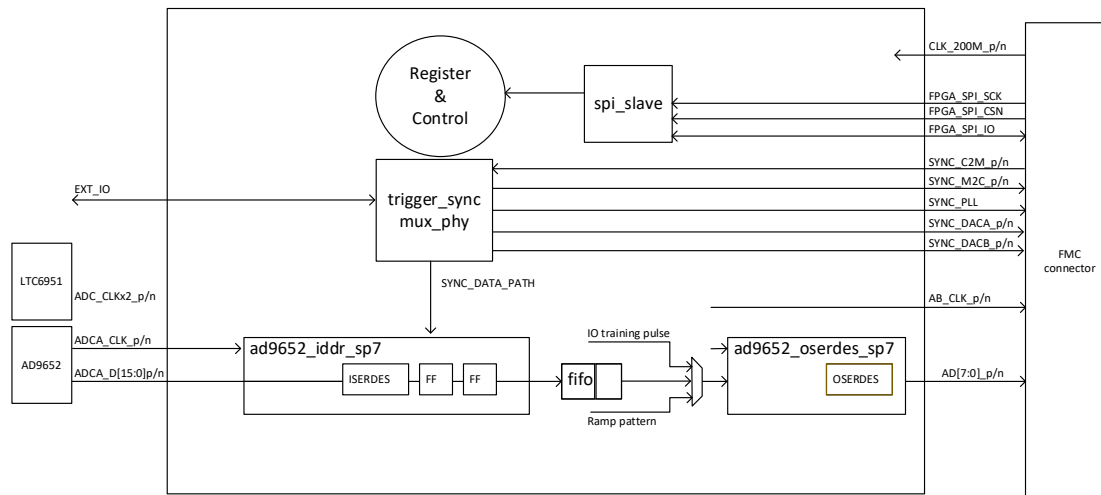 CLK_200M_p/n
Register
&
Control
spi_slave
FPGA_SPI_SCK
FPGA_SPI_CSN
FPGA_SPI_IO
EXT_IO
trigger_sync
mux_phy
SYNC_C2M_p/n
SYNC_M2C_p/n
SYNC_PLL
SYNC_DACA_p/n
SYNC_DACB_p/n
FMC
connector
LTC6951
ADC_CLKx2_p/n
SYNC_DATA_PATH
AB_CLK_p/n
AD9652
ADCA_CLK_p/n
ADCA_D[15:0]p/n
ad9652_iddr_sp7
ISERDES
FF
FF
fifo
IO training pulse
Ramp pattern
ad9652_oserdes_sp7
OSERDES
AD[7:0]_p/n